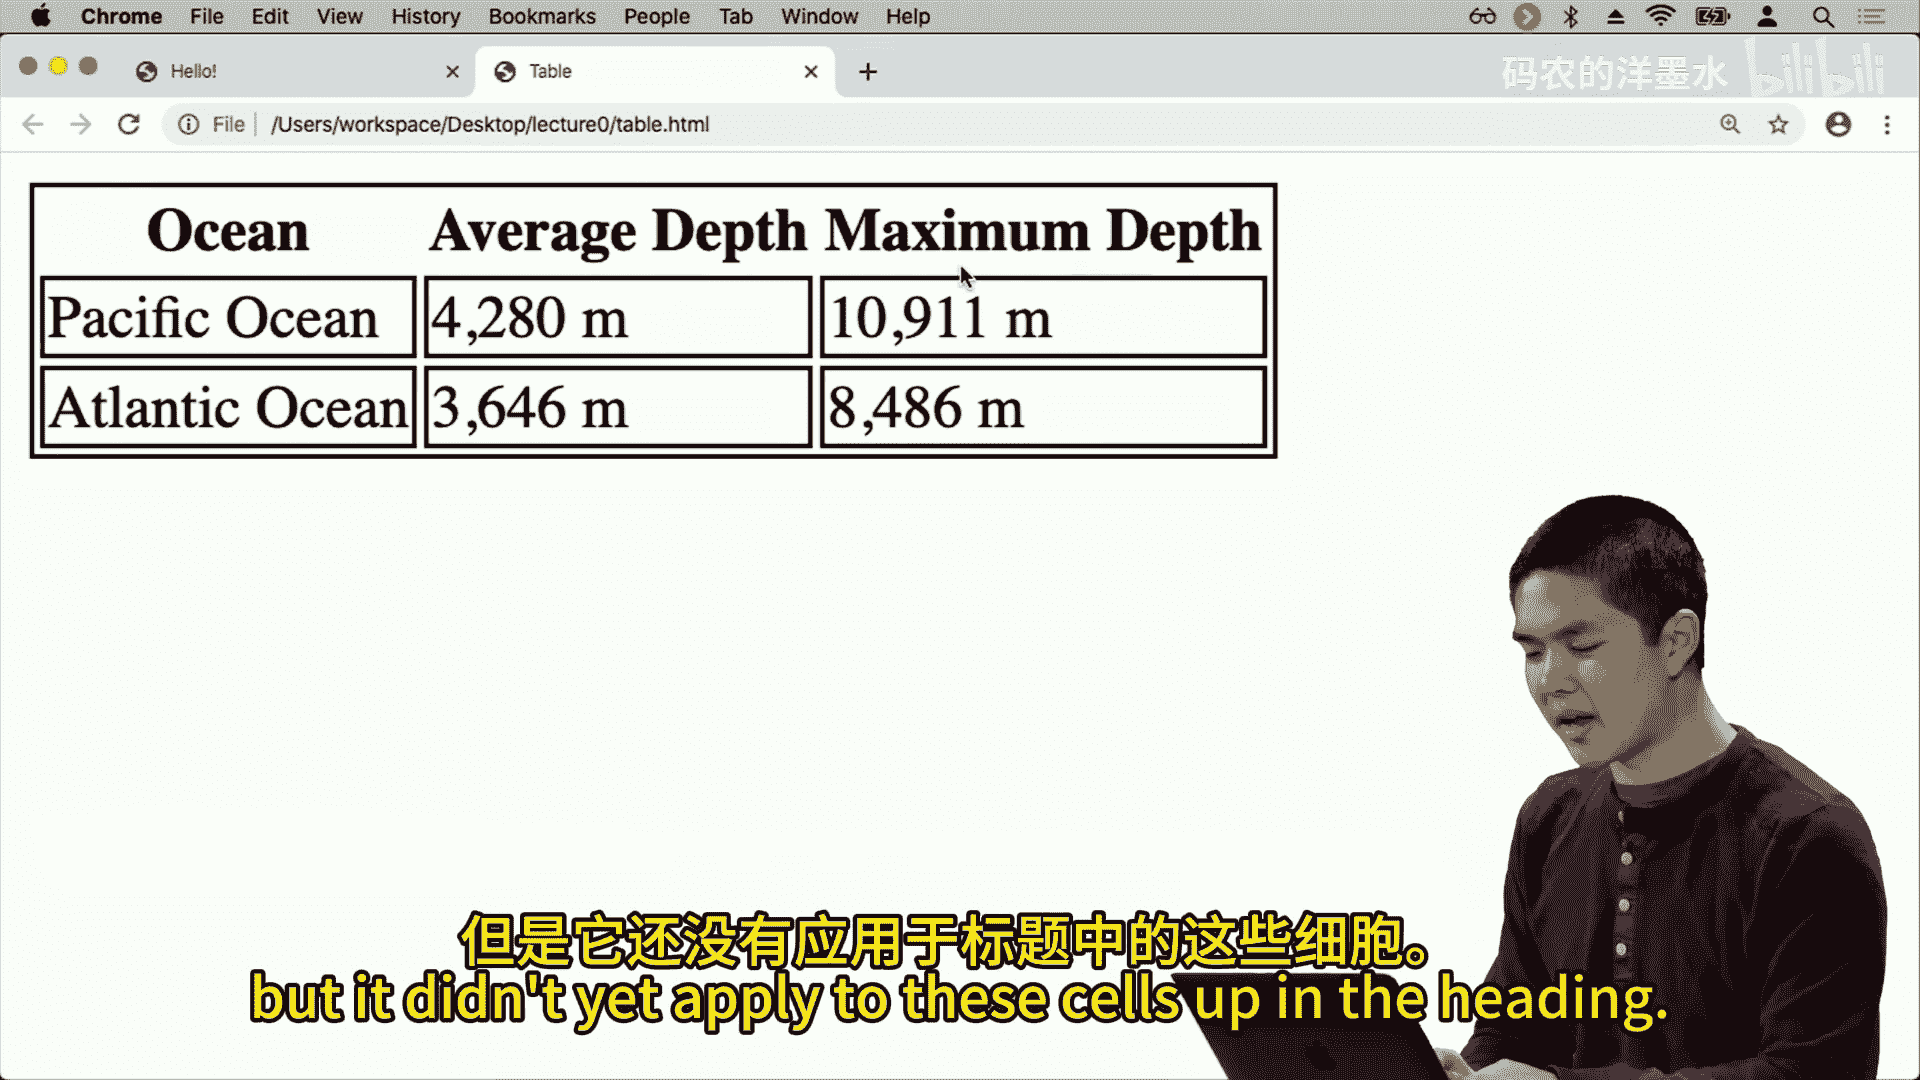 Chrome File Edit View History Bookmarks People Tab Window Help
Hello! Table
码农的洋墨水 bilibili
File /Users/workspace/Desktop/lecture0/table.html
Ocean Average Depth Maximum Depth
Pacific Ocean 4,280 m 10,911 m
Atlantic Ocean 3,646 m 8,486 m
但是它还没有应用于标题中的这些细胞。
but it didn't yet apply to these cells up in the heading.